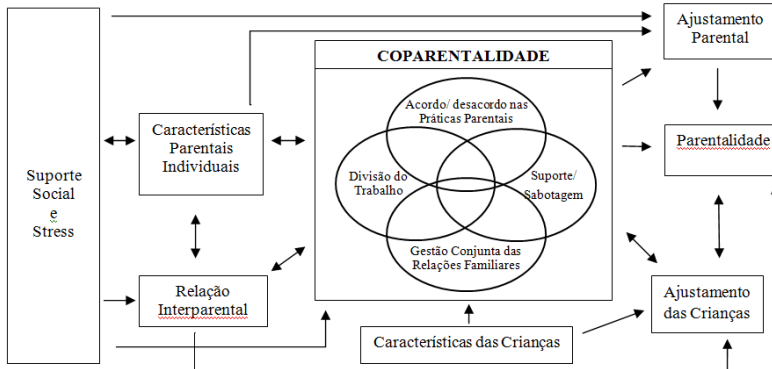 Suporte
Social
e
Stress
Características
Parentais
Individuais
Relação
Interparental
COPARENTALIDADE
Acordo/ desacordo nas
Práticas Parentais
Divisão do
Trabalho
Suporte/
Sabotagem
Gestão Conjunta das
Relações Familiares
Características das Crianças
Ajustamento
Parental
Parentalidade
Ajustamento
das Crianças